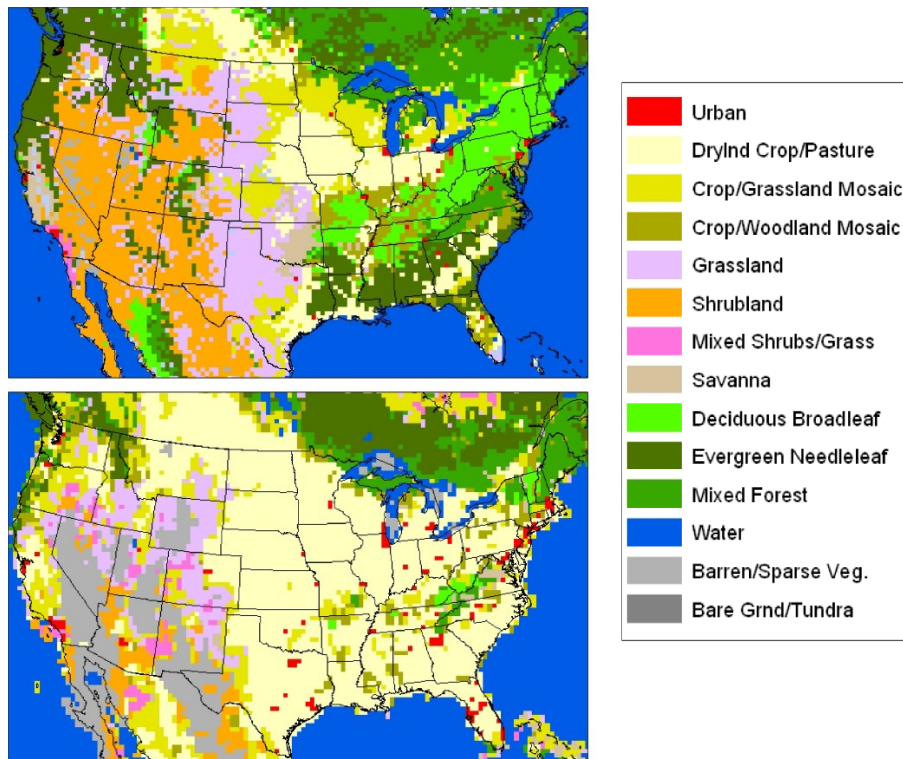 Urban
Drylnd Crop/Pasture
Crop/Grassland Mosaic
Crop/Woodland Mosaic
Grassland
Shrubland
Mixed Shrubs/Grass
Savanna
Deciduous Broadleaf
Evergreen Needleleaf
Mixed Forest
Water
Barren/Sparse Veg.
Bare Grnd/Tundra